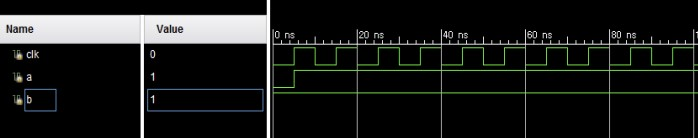 Name Value
0 ns 20 ns 40 ns 60 ns 80 ns
clk 0
a 1
b 1